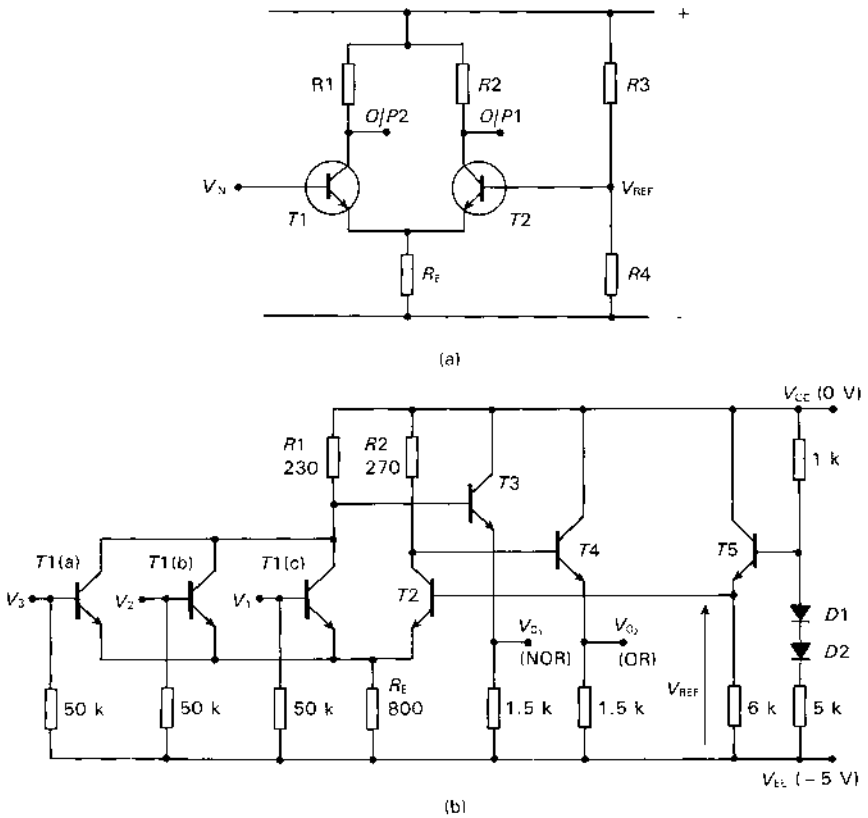 +
R1
R2
R3
O/P2
O/P1
V_IN
V_REF
T1
T2
R_E
R4
-
(a)
V_CC (0 V)
R1
230
R2
270
1 k
T3
T1(a)
T1(b)
T1(c)
T4
T5
V3
V2
V1
T2
D1
V_O1
(NOR)
V_O2
(OR)
D2
50 k
50 k
50 k
R_E
800
1.5 k
1.5 k
V_REF
6 k
5 k
V_EE (– 5 V)
(b)